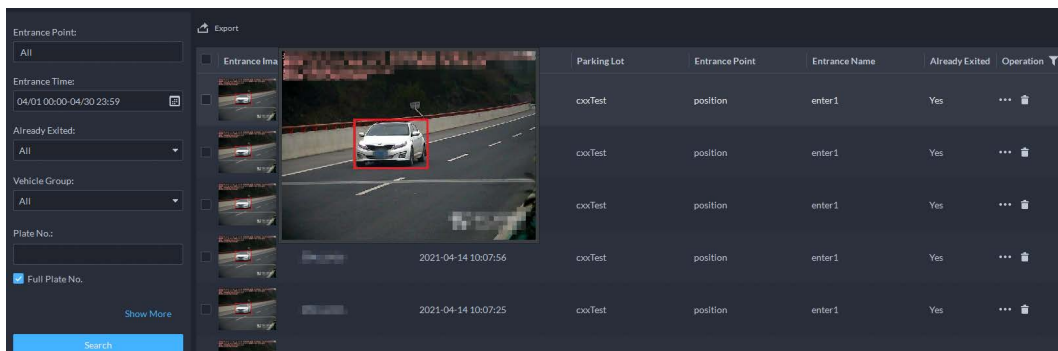 Export
Entrance Point:
All
Entrance Time:
04/01 00:00-04/30 23:59
Already Exited:
All
Vehicle Group:
All
Plate No.:
Full Plate No.
Show More
Search
Entrance Ima Parking Lot Entrance Point Entrance Name Already Exited Operation
cxxTest position enter1 Yes
cxxTest position enter1 Yes
cxxTest position enter1 Yes
2021-04-14 10:07:56 cxxTest position enter1 Yes
2021-04-14 10:07:25 cxxTest position enter1 Yes